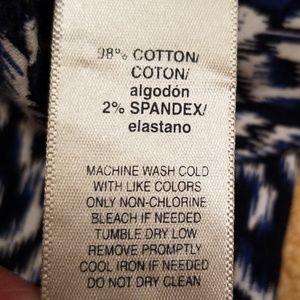 98% COTTON/
COTON/
algodón
2% SPANDEX/
elastano
MACHINE WASH COLD
WITH LIKE COLORS
ONLY NON-CHLORINE
BLEACH IF NEEDED
TUMBLE DRY LOW
REMOVE PROMPTLY
COOL IRON IF NEEDED
DO NOT DRY CLEAN